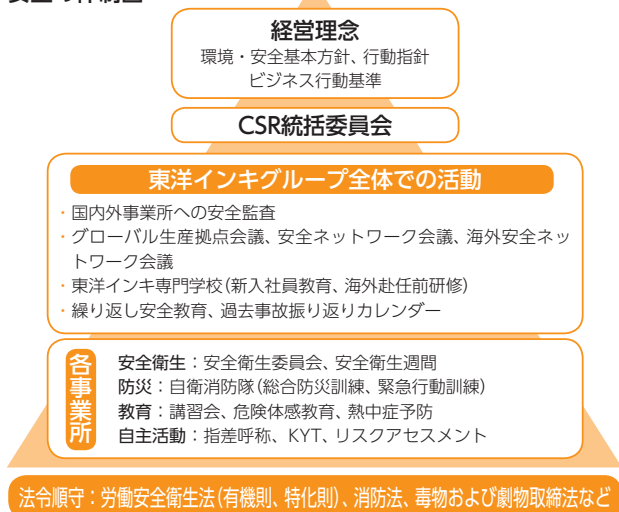 経営理念
環境・安全基本方針、行動指針
ビジネス行動基準
CSR統括委員会
東洋インキグループ全体での活動
・国内外事業所への安全監査
・グローバル生産拠点会議、安全ネットワーク会議、海外安全ネッ
トワーク会議
・東洋インキ専門学校(新入社員教育、海外赴任前研修)
・繰り返し安全教育、過去事故振り返りカレンダー
各事業所
安全衛生：安全衛生委員会、安全衛生週間
防災：自衛消防隊(総合防災訓練、緊急行動訓練)
教育：講習会、危険体感教育、熱中症予防
自主活動：指差呼称、KYT、リスクアセスメント
法令順守：労働安全衛生法(有機則、特化則)、消防法、毒物および劇物取締法など